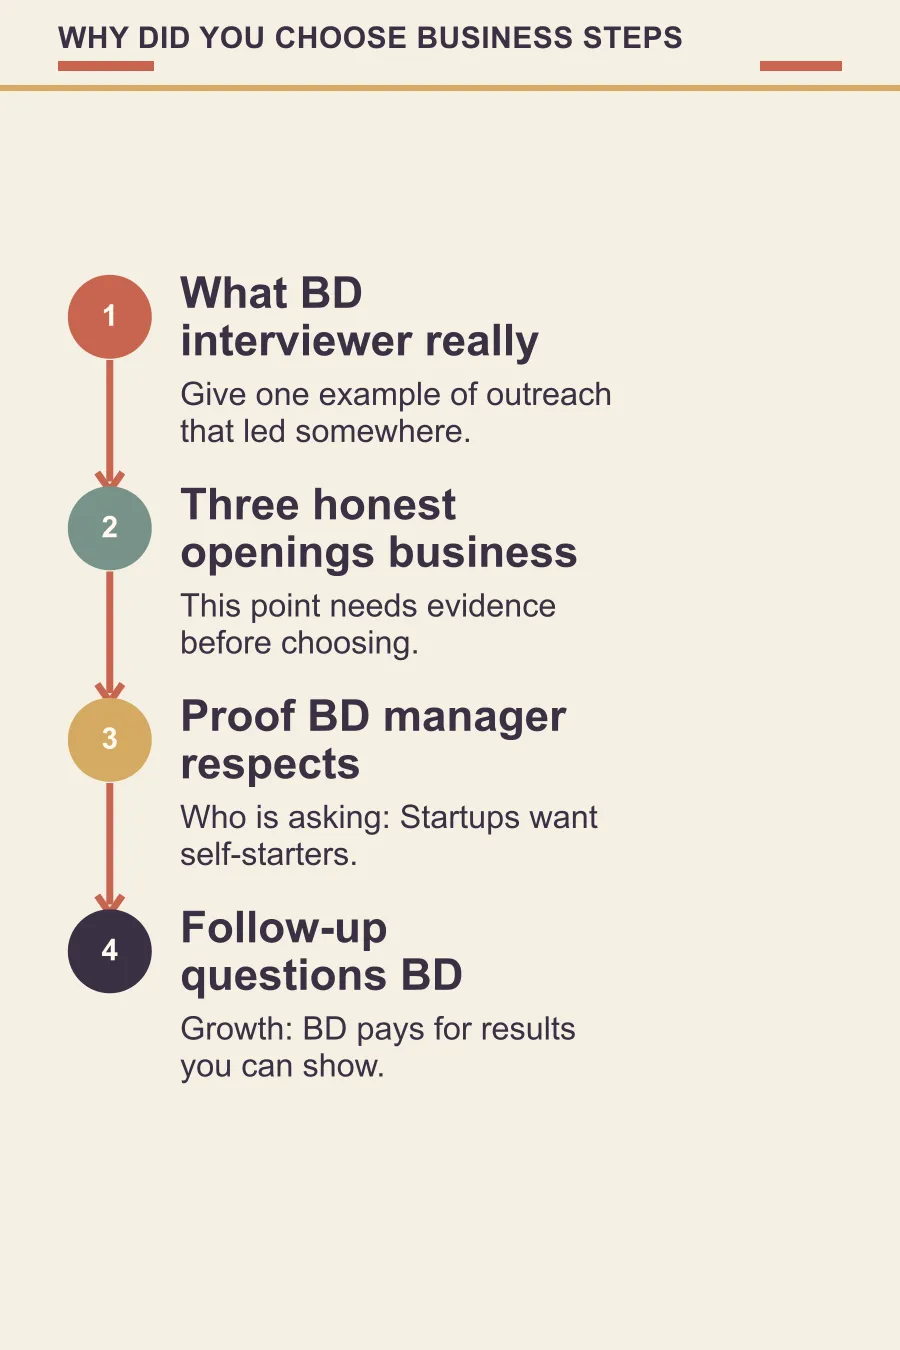 WHY DID YOU CHOOSE BUSINESS STEPS
1
What BD
interviewer really
Give one example of outreach
that led somewhere.
2
Three honest
openings business
This point needs evidence
before choosing.
3
Proof BD manager
respects
Who is asking: Startups want
self-starters.
4
Follow-up
questions BD
Growth: BD pays for results
you can show.